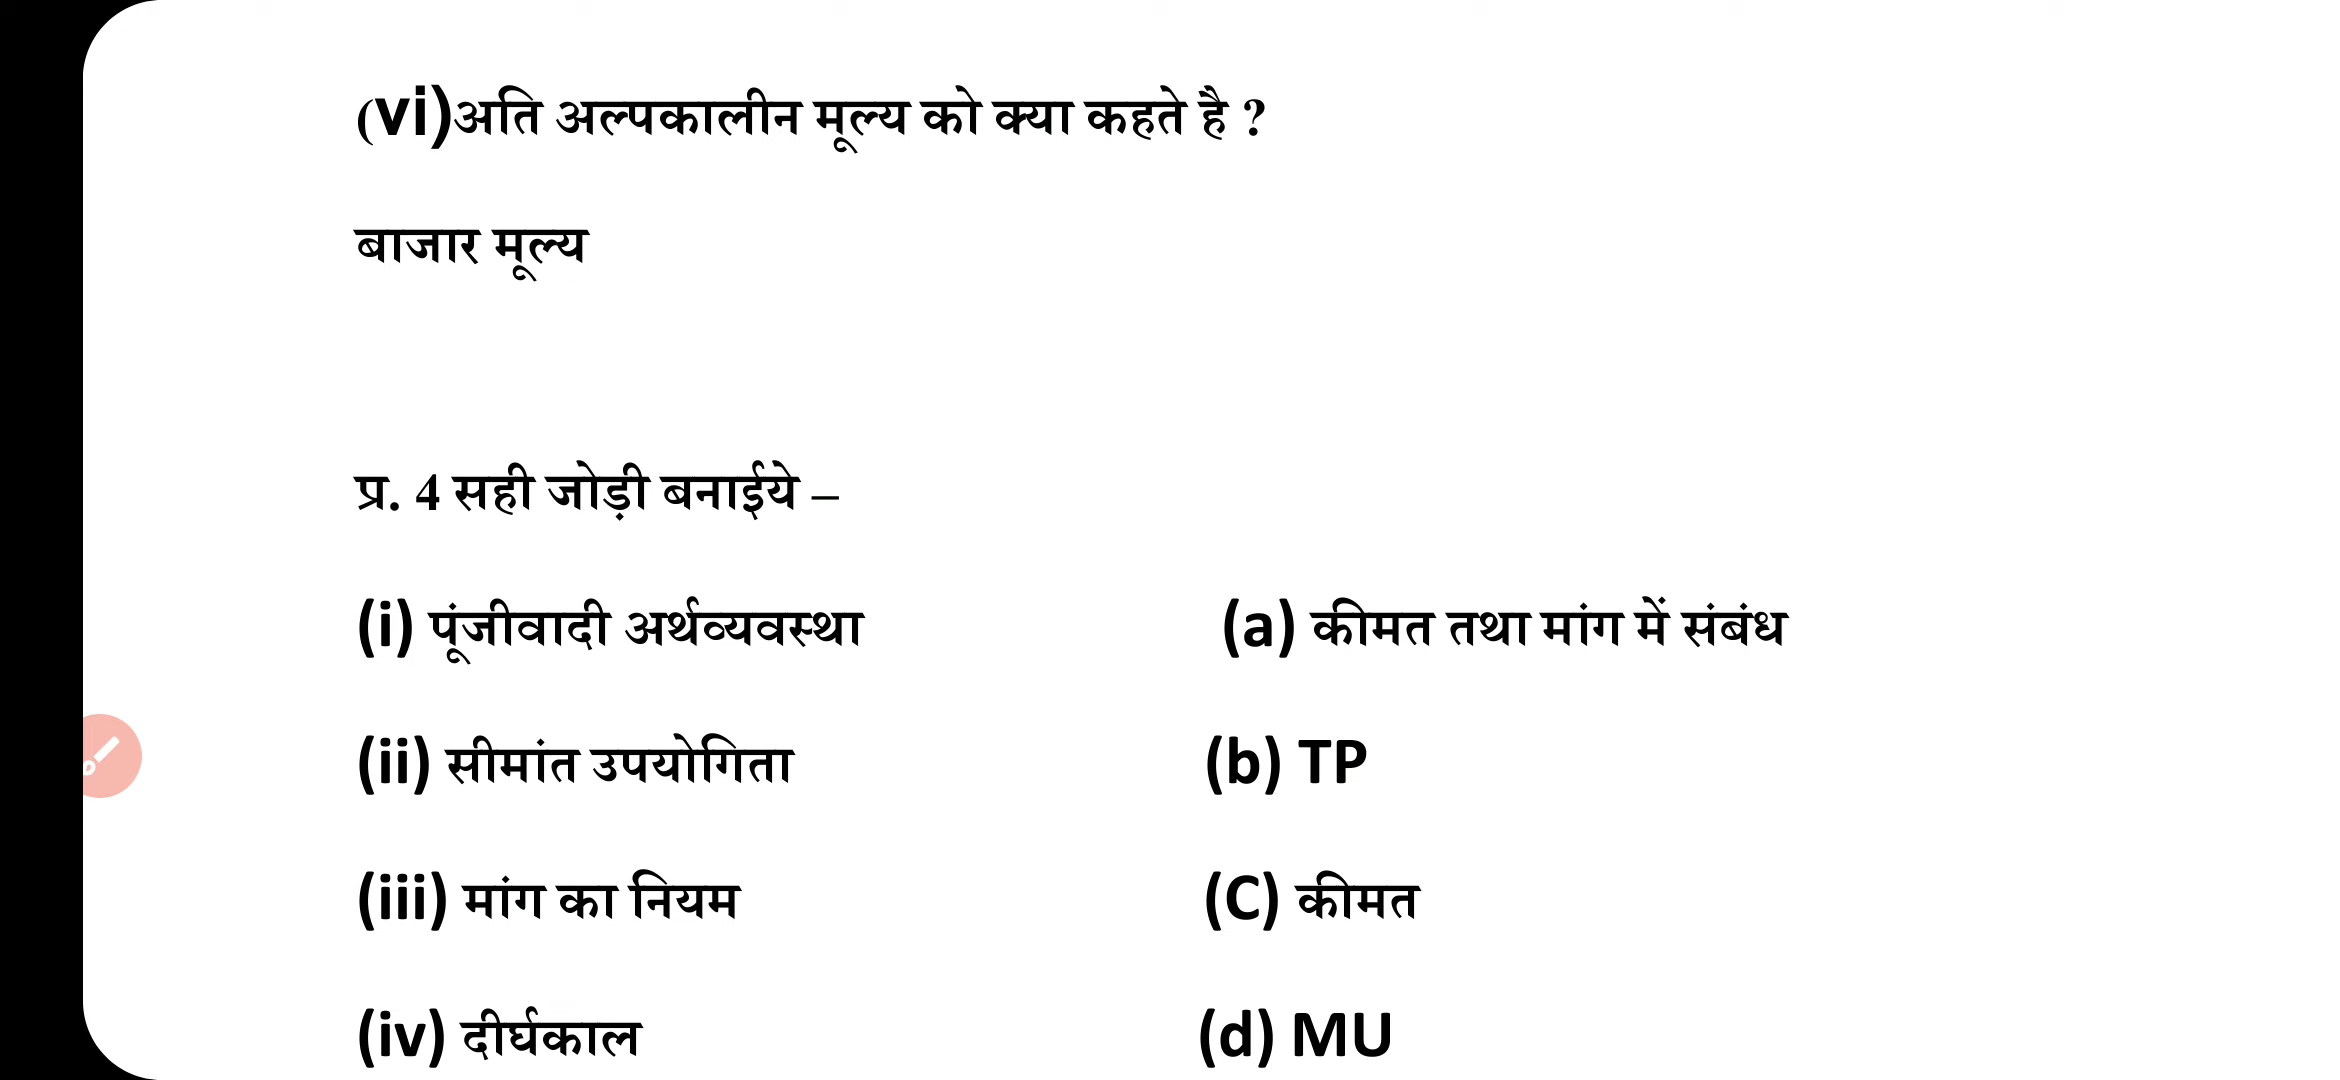 (vi)अति अल्पकालीन मूल्य को क्या कहते है ?
बाजार मूल्य
प्र. 4 सही जोड़ी बनाईये –
(i) पूंजीवादी अर्थव्यवस्था (a) कीमत तथा मांग में संबंध
(ii) सीमांत उपयोगिता (b) TP
(iii) मांग का नियम (C) कीमत
(iv) दीर्घकाल (d) MU